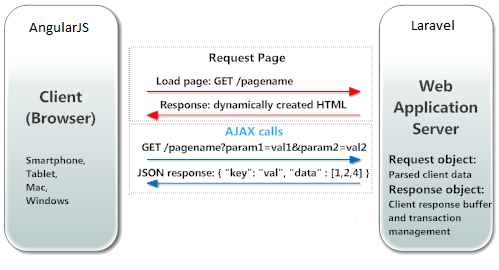 AngularJS
Client
(Browser)
Smartphone,
Tablet,
Mac,
Windows
Request Page
Load page: GET /pagename
Response: dynamically created HTML
AJAX calls
GET /pagename?param1=val1&param2=val2
JSON response: { "key": "val", "data" : [1,2,4] }
Laravel
Web
Application
Server
Request object:
Parsed client data
Response object:
Client response buffer
and transaction
management